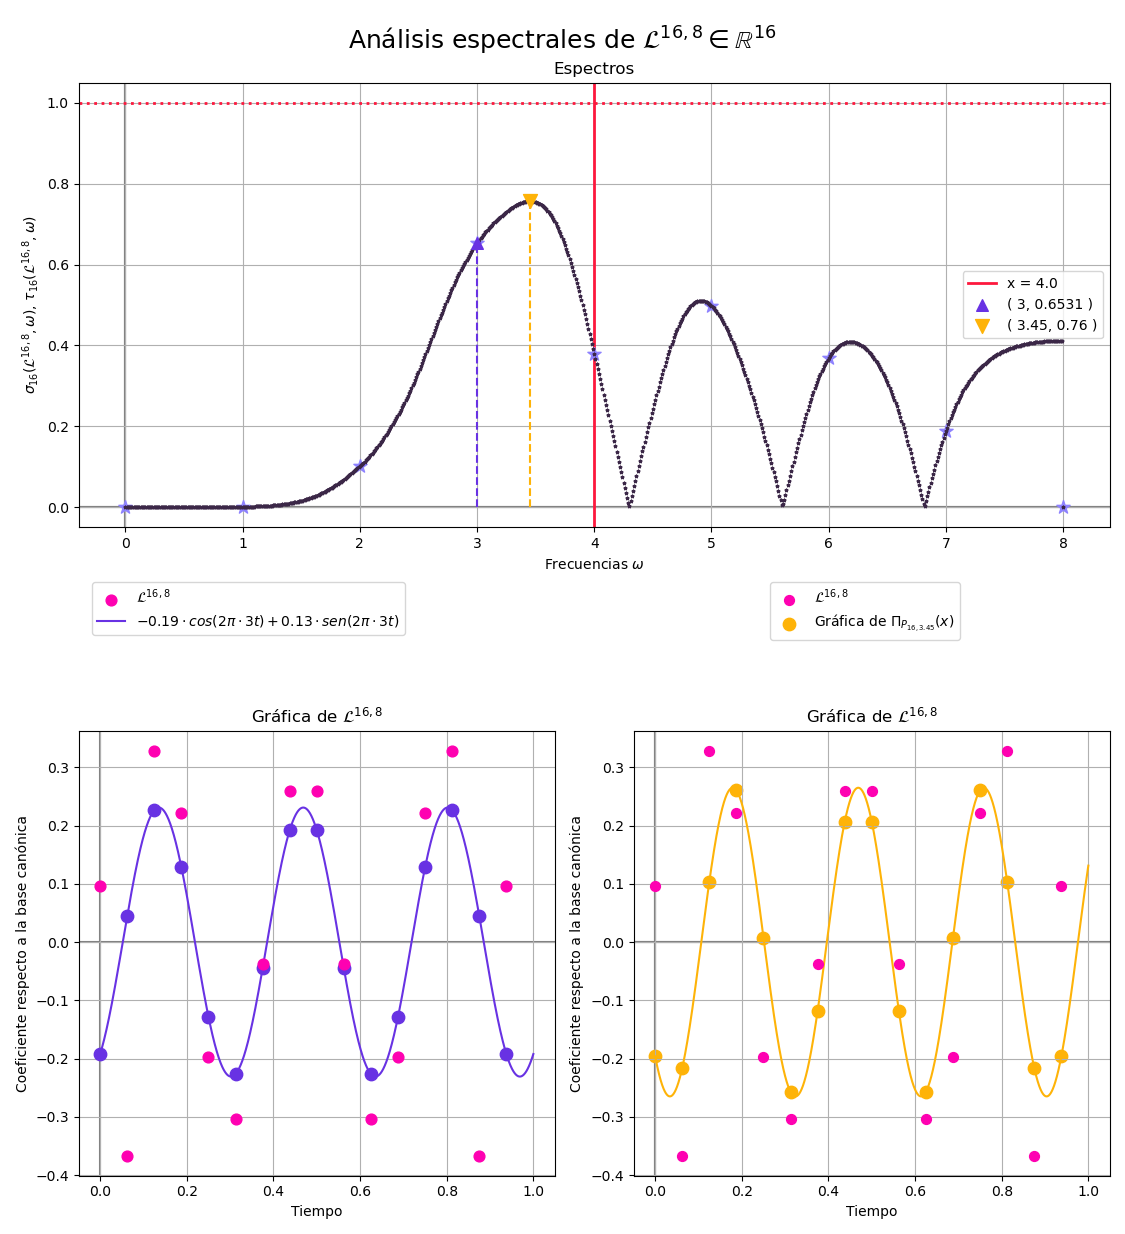 Análisis espectrales de 𝓛^{16,8} ∈ ℝ^{16}
Espectros
1.0
0.8
0.6
0.4
0.2
0.0
σ₁₆(𝓛^{16,8}, ω), τ₁₆(𝓛^{16,8}, ω)
x = 4.0
( 3, 0.6531 )
( 3.45, 0.76 )
0 1 2 3 4 5 6 7 8
Frecuencias ω
𝓛^{16,8}
−0.19 · cos(2π · 3t) + 0.13 · sen(2π · 3t)
𝓛^{16,8}
Gráfica de Π_{P_{16,3.45}}(x)
Gráfica de 𝓛^{16,8}
0.3
0.2
0.1
0.0
−0.1
−0.2
−0.3
−0.4
Coeficiente respecto a la base canónica
0.0 0.2 0.4 0.6 0.8 1.0
Tiempo
Gráfica de 𝓛^{16,8}
0.3
0.2
0.1
0.0
−0.1
−0.2
−0.3
−0.4
Coeficiente respecto a la base canónica
0.0 0.2 0.4 0.6 0.8 1.0
Tiempo